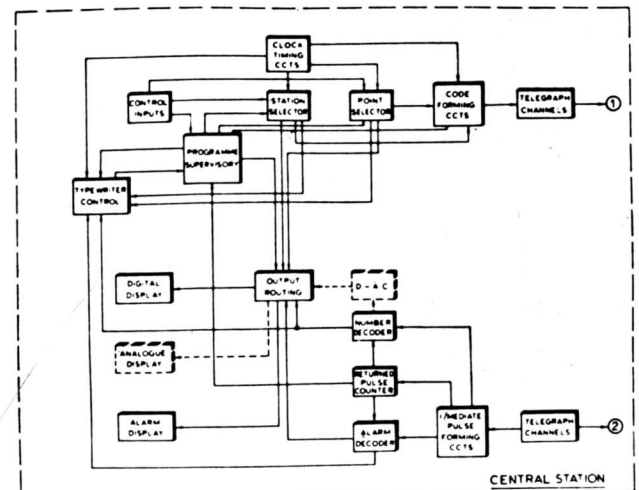 CLOCK
TIMING
CCTS
CONTROL
INPUTS
STATION
SELECTOR
POINT
SELECTOR
CODE
FORMING
CCTS
TELEGRAPH
CHANNELS
1
PROGRAMME
SUPERVISORY
TYPEWRITER
CONTROL
DIGITAL
DISPLAY
OUTPUT
ROUTING
D-AC
NUMBER
DECODER
ANALOGUE
DISPLAY
RETURNED
PULSE
COUNTER
ALARM
DISPLAY
ALARM
DECODER
I/MEDIATE
PULSE
FORMING
CCTS
TELEGRAPH
CHANNELS
2
CENTRAL STATION